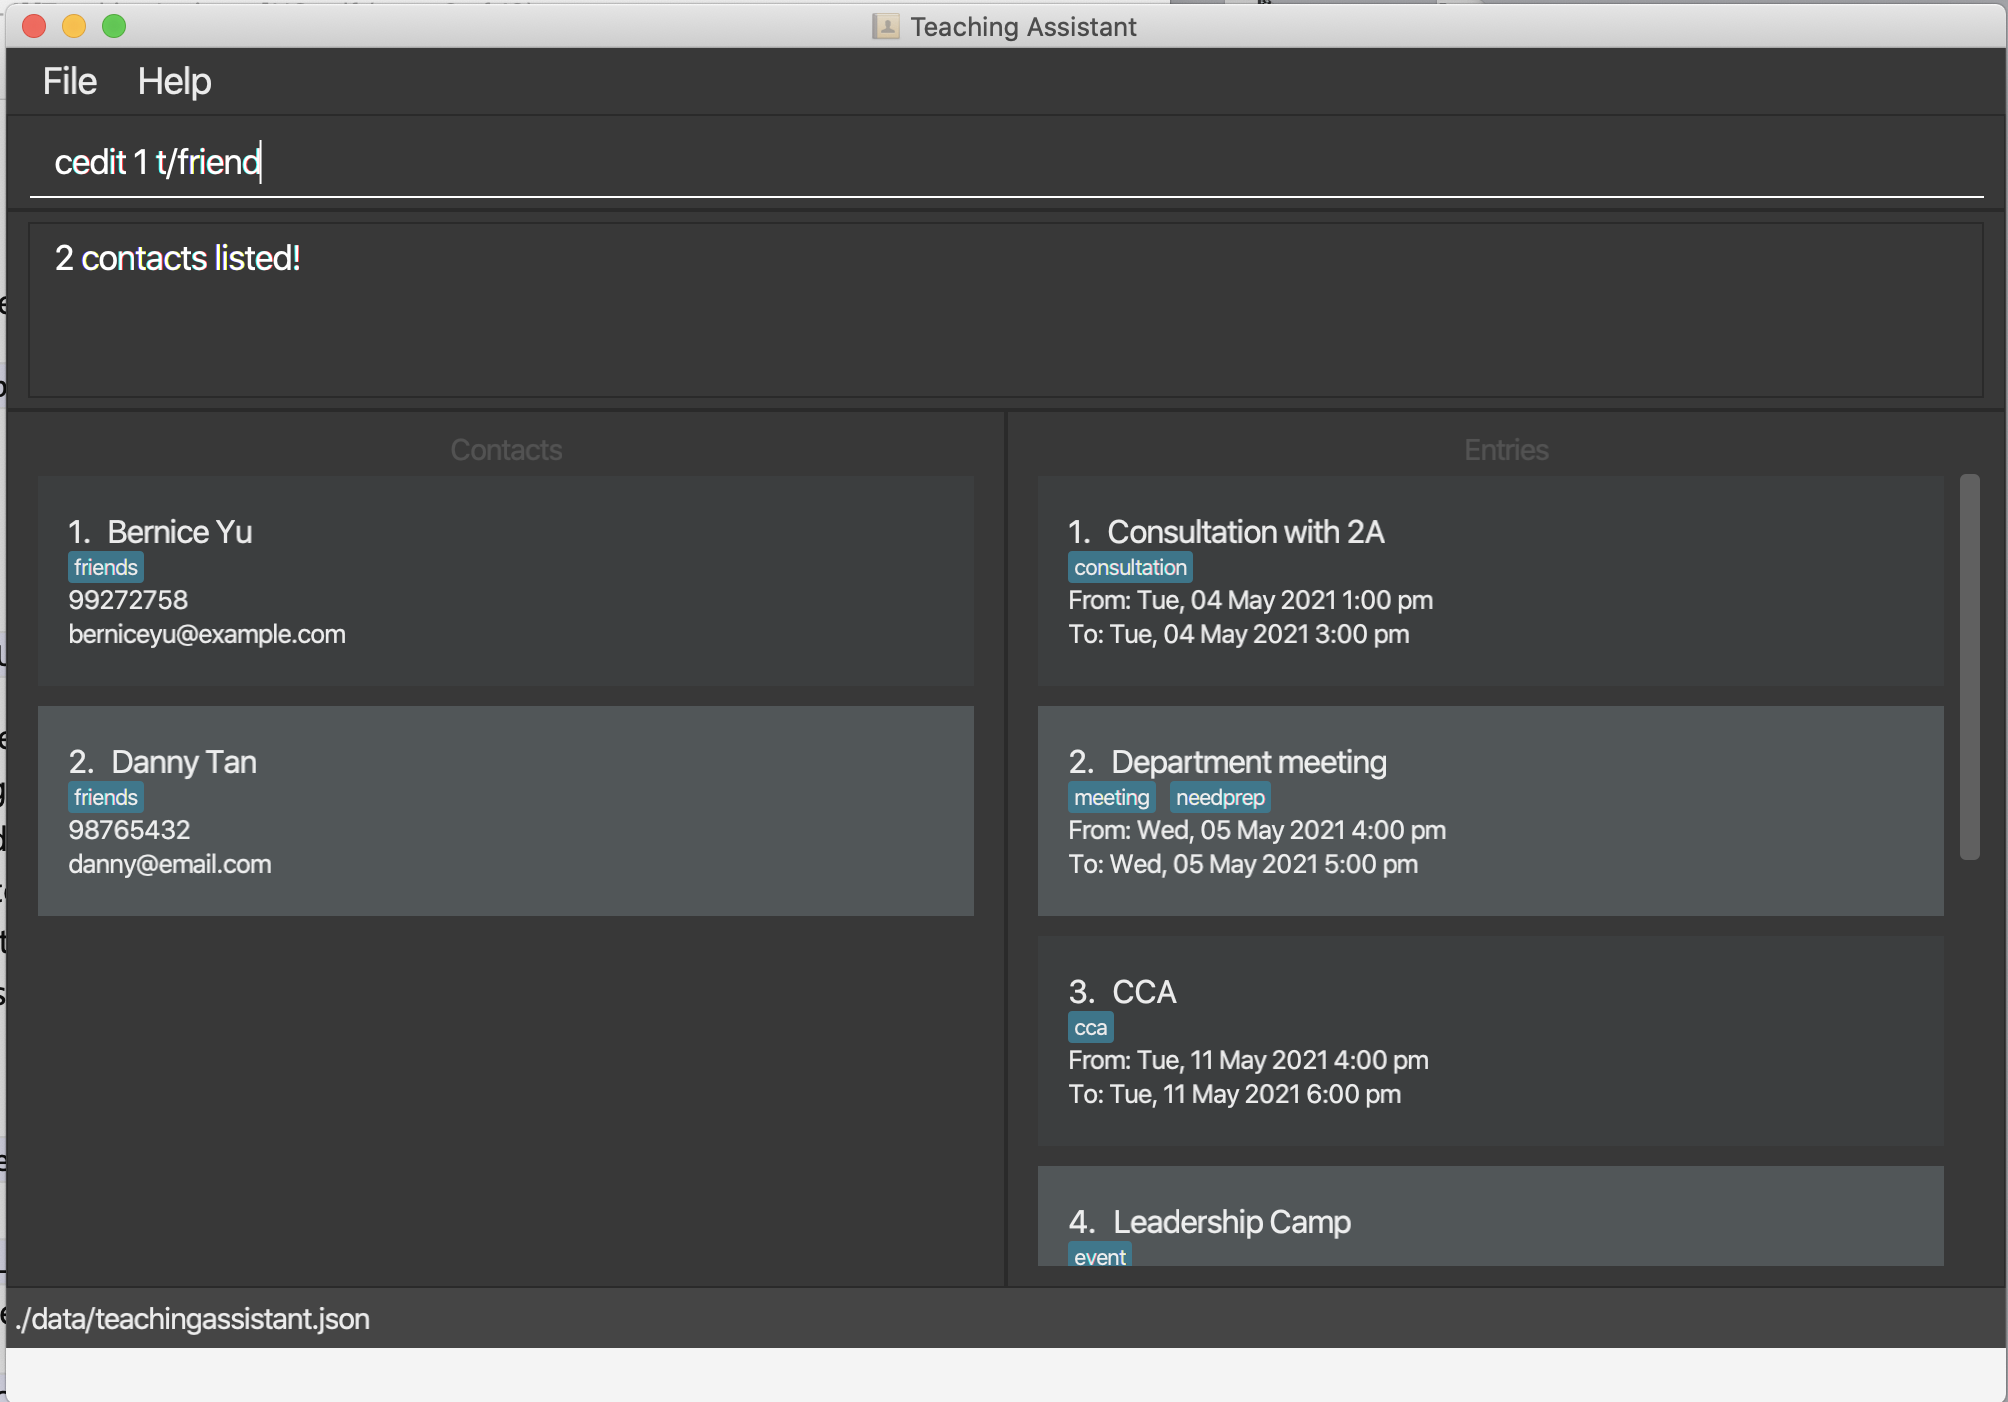 Teaching Assistant
File Help
cedit 1 t/friend
2 contacts listed!
Contacts
1. Bernice Yu
friends
99272758
berniceyu@example.com
2. Danny Tan
friends
98765432
danny@email.com
Entries
1. Consultation with 2A
consultation
From: Tue, 04 May 2021 1:00 pm
To: Tue, 04 May 2021 3:00 pm
2. Department meeting
meeting needprep
From: Wed, 05 May 2021 4:00 pm
To: Wed, 05 May 2021 5:00 pm
3. CCA
cca
From: Tue, 11 May 2021 4:00 pm
To: Tue, 11 May 2021 6:00 pm
4. Leadership Camp
event
./data/teachingassistant.json